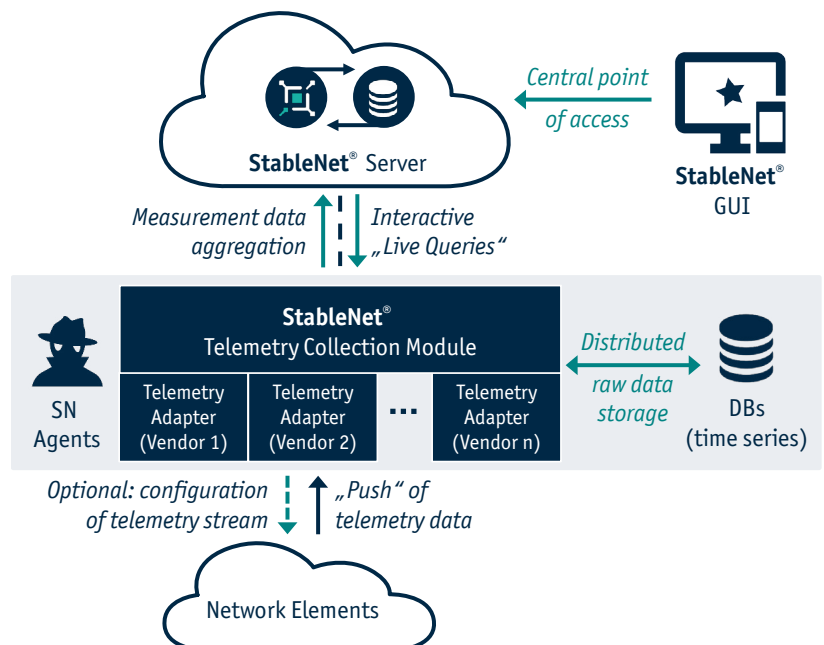 Central point
of access
StableNet® Server
StableNet®
GUI
Measurement data
aggregation
Interactive
„Live Queries“
StableNet®
Telemetry Collection Module
SN
Agents
Telemetry
Adapter
(Vendor 1)
Telemetry
Adapter
(Vendor 2)
...
Telemetry
Adapter
(Vendor n)
Distributed
raw data
storage
DBs
(time series)
Optional: configuration
of telemetry stream
„Push“ of
telemetry data
Network Elements